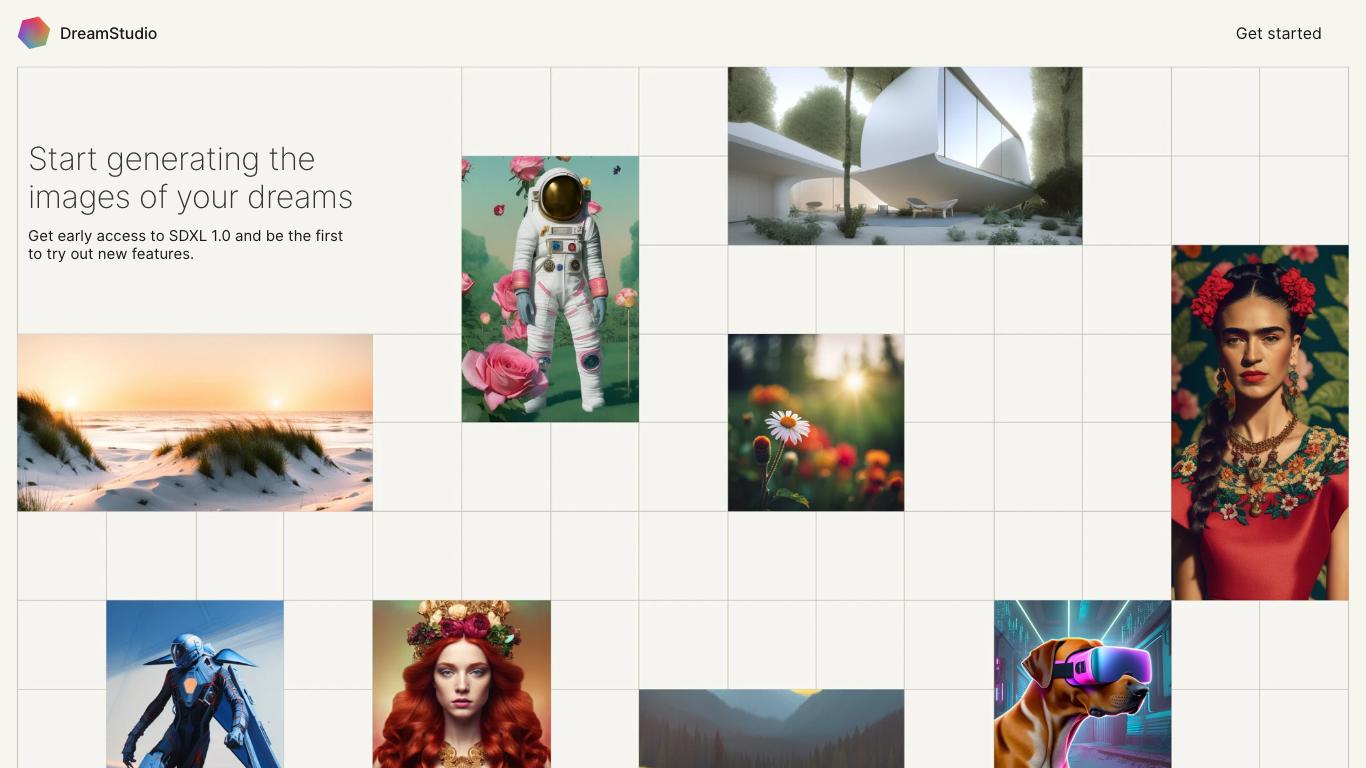 DreamStudio
Get started
Start generating the
images of your dreams
Get early access to SDXL 1.0 and be the first
to try out new features.